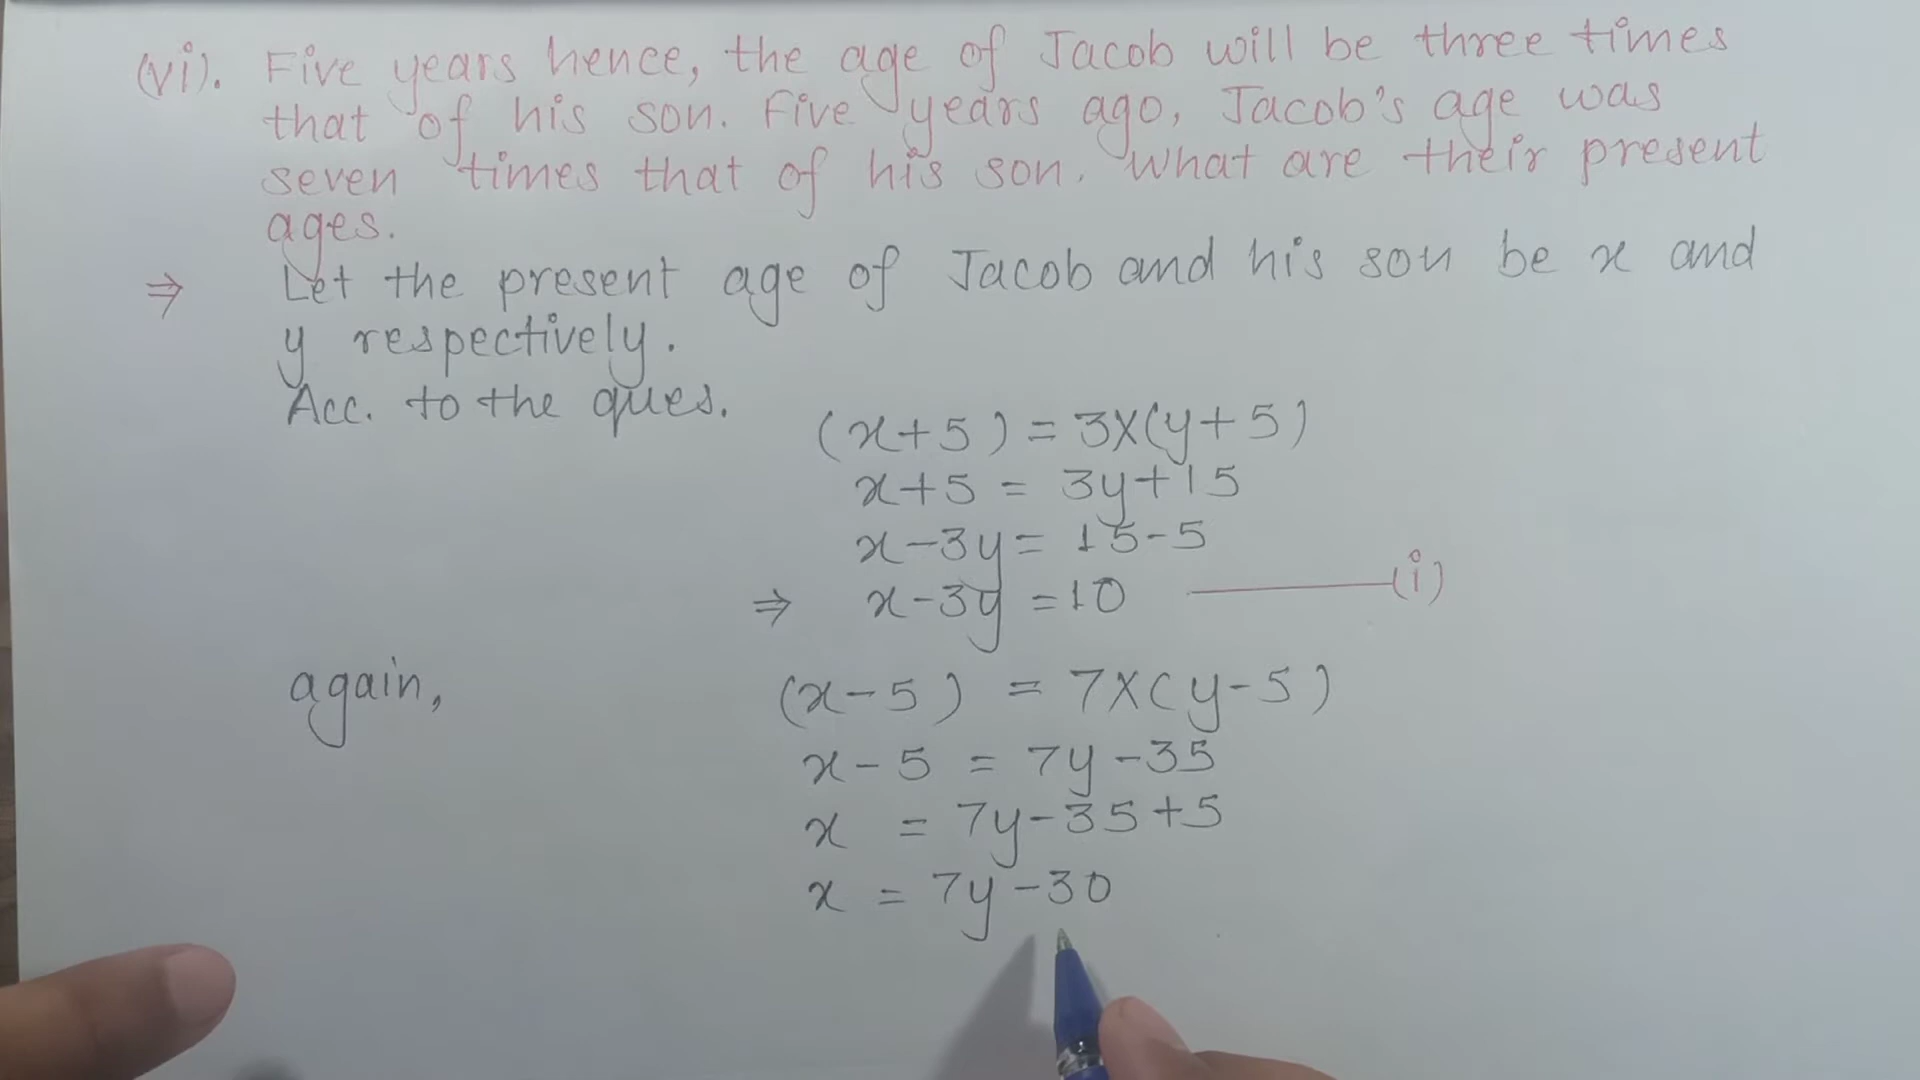 (vi). Five years hence, the age of Jacob will be three times
that of his son. Five years ago, Jacob's age was
seven times that of his son. What are their present
ages.
⇒ Let the present age of Jacob and his son be x and
y respectively.
Acc. to the ques.
(x+5) = 3×(y+5)
x+5 = 3y+15
x-3y = 15-5
⇒ x-3y = 10 ———(i)
again, (x-5) = 7×(y-5)
x-5 = 7y-35
x = 7y-35+5
x = 7y-30